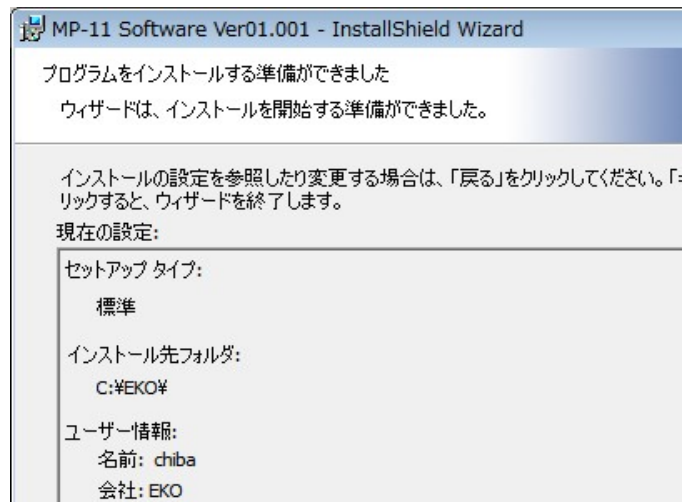 MP-11 Software Ver01.001 - InstallShield Wizard
プログラムをインストールする準備ができました
ウィザードは、インストールを開始する準備ができました。
インストールの設定を参照したり変更する場合は、「戻る」をクリックしてください。「
リックすると、ウィザードを終了します。
現在の設定:
セットアップ タイプ:
標準
インストール先フォルダ:
C:¥EKO¥
ユーザー情報:
名前: chiba
会社: EKO